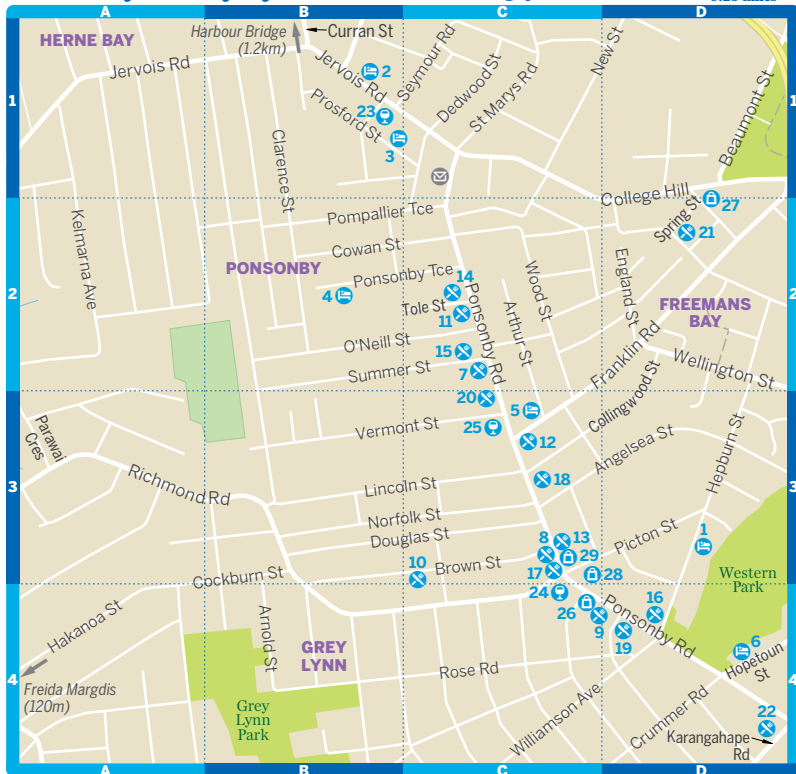 0.25 miles
A B C D
HERNE BAY
Harbour Bridge
(1.2km)
Curran St
Jervois Rd
Jervois Rd
2
Seymour Rd
Dedwood St
St Marys Rd
New St
Beaumont St
1
1
23
Prosford St
3
Clarence St
College Hill
27
Spring St
21
Kelmarna Ave
Pompallier Tce
Cowan St
PONSONBY
Ponsonby Tce
14
4
Tole St
11
Ponsonby Rd
Arthur St
Wood St
England St
FREEMANS
BAY
2
2
O'Neill St
15
Summer St
7
Franklin Rd
Wellington St
20
5
Collingwood St
Parawai
Cres
Vermont St
25
12
Angelsea St
Hepburn St
18
Richmond Rd
Lincoln St
3
3
Norfolk St
Douglas St
8
13
Picton St
1
10
Brown St
29
17
28
Western
Park
Cockburn St
24
26
9
16
Hakanoa St
Arnold St
GREY
LYNN
Ponsonby Rd
19
6
Hopetoun
St
4
4
Rose Rd
Freida Margdis
(120m)
Grey
Lynn
Park
Williamson Ave
Crummer Rd
22
Karangahape
Rd
A B C D